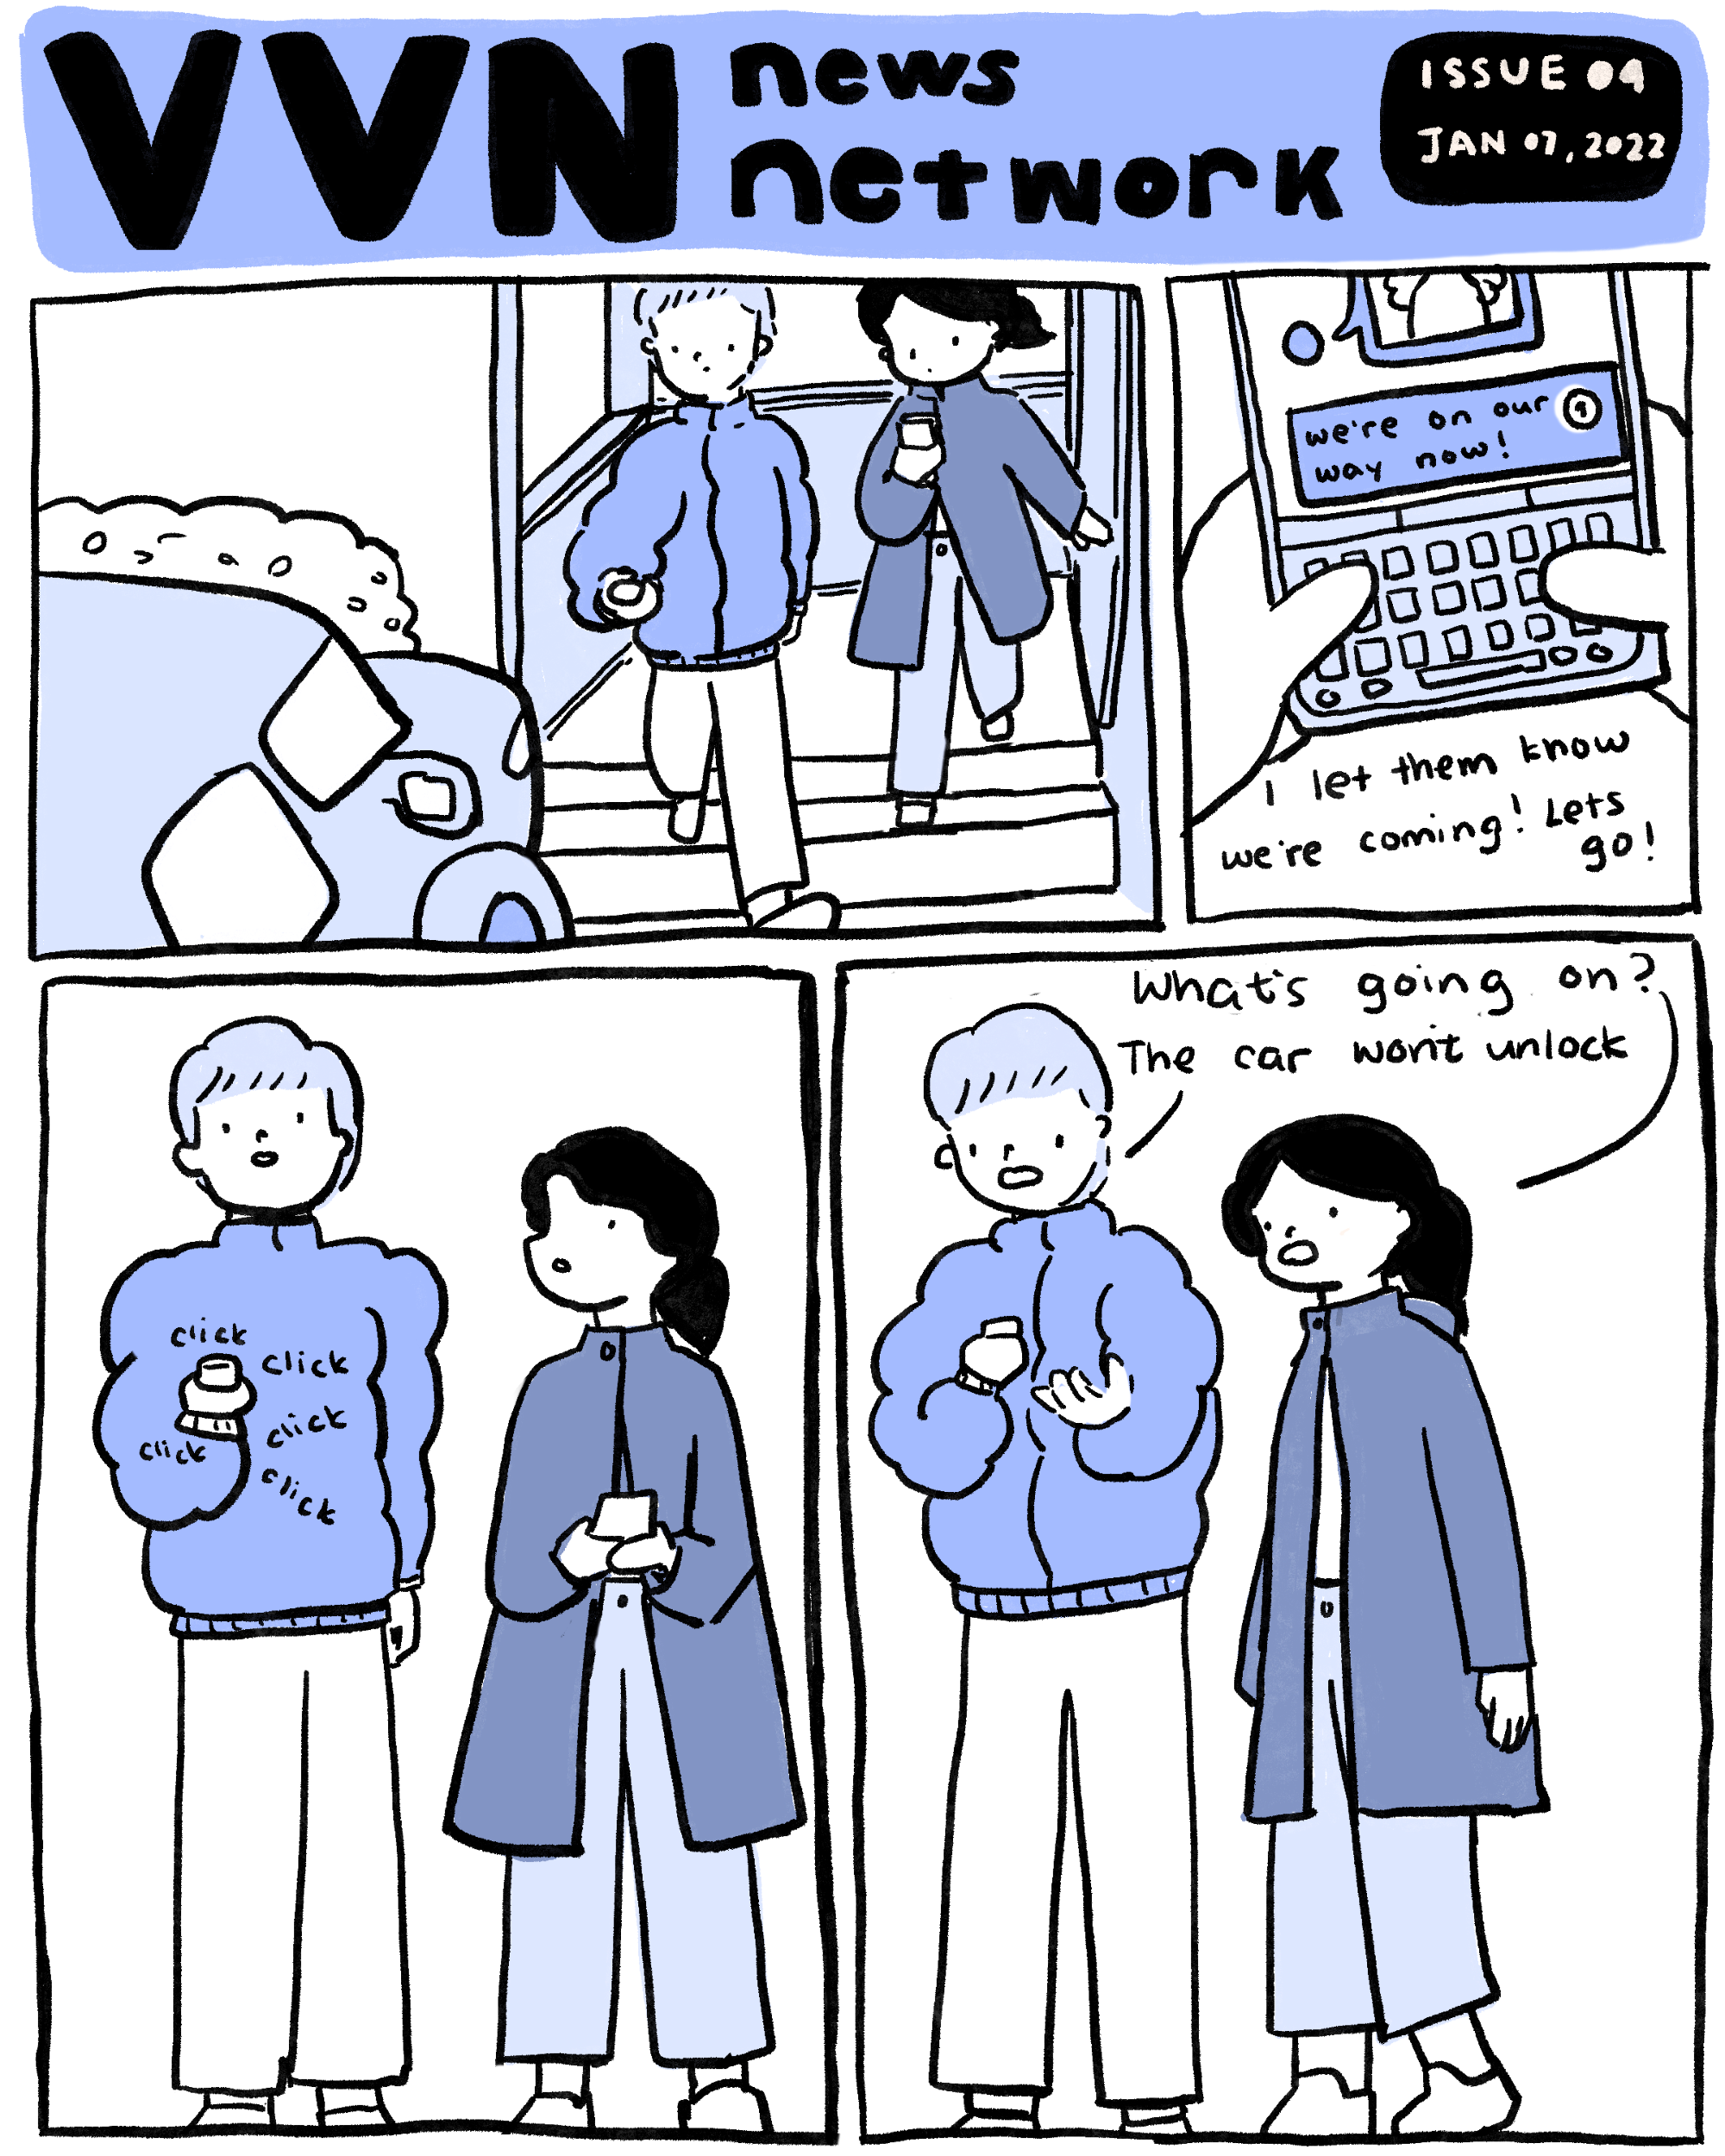 VVN
news
network
ISSUE 04
JAN 07, 2022
we're on our
way now!
I let them know
we're coming! Lets
go!
click
click
click
click
click
What's going on?
The car won't unlock